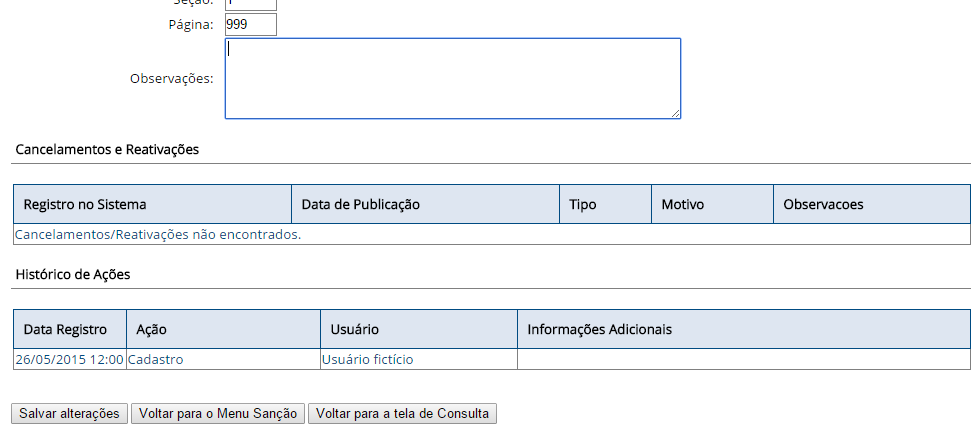 Seção:
Página: 999
Observações:
Cancelamentos e Reativações
Registro no Sistema Data de Publicação Tipo Motivo Observacoes
Cancelamentos/Reativações não encontrados.
Histórico de Ações
Data Registro Ação Usuário Informações Adicionais
26/05/2015 12:00 Cadastro Usuário fictício
Salvar alterações Voltar para o Menu Sanção Voltar para a tela de Consulta